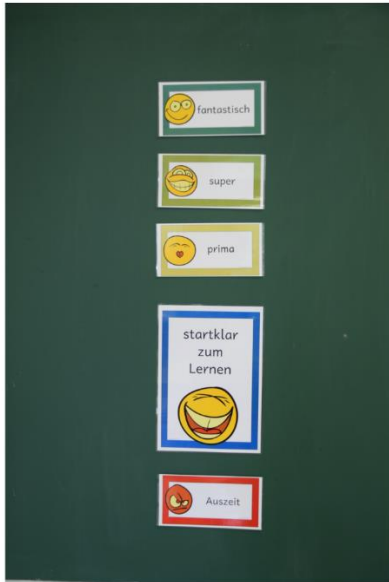 fantastisch
super
prima
startklar
zum
Lernen
Auszeit